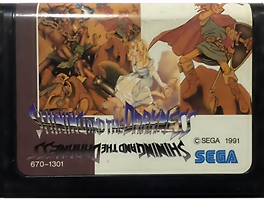 SHINING AND THE DARKNESS
SHINING AND THE DARKNESS
© SEGA 1991
670-1301
SEGA